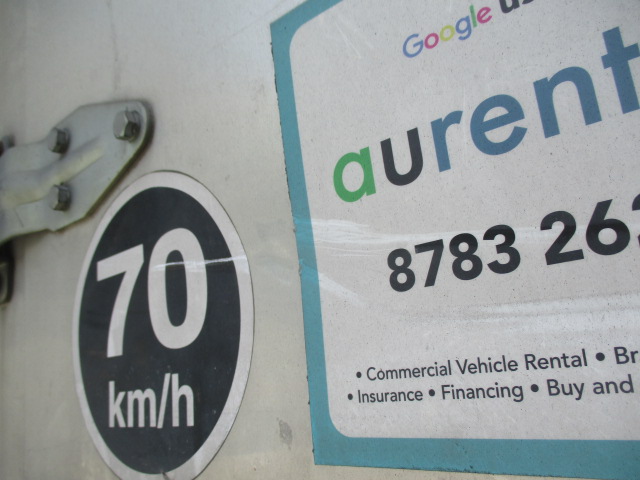 Google
aurent
8783 26
• Commercial Vehicle Rental •
• Insurance • Financing • Buy and
70
km/h